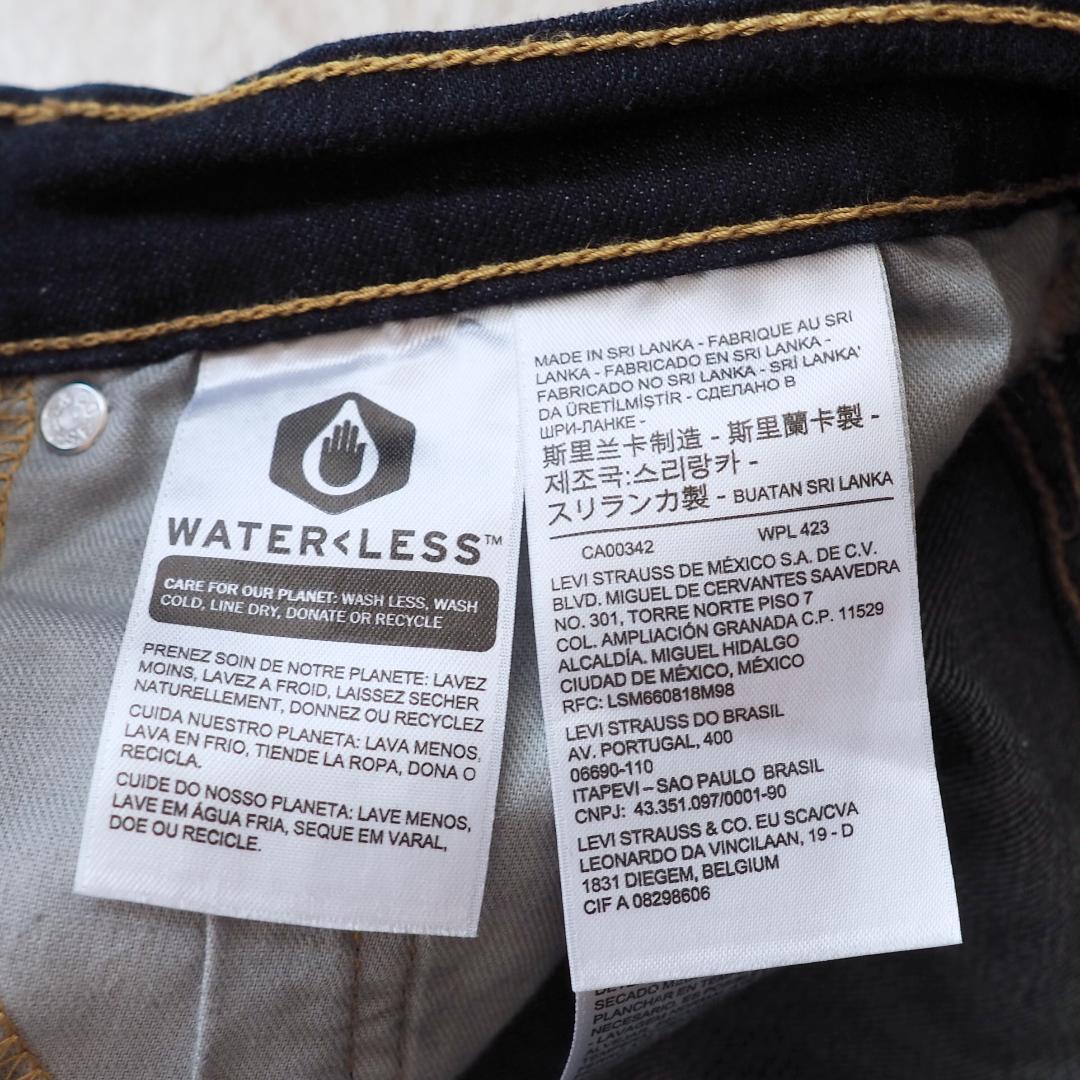 WATER<LESS™
CARE FOR OUR PLANET: WASH LESS, WASH
COLD, LINE DRY, DONATE OR RECYCLE
PRENEZ SOIN DE NOTRE PLANETE: LAVEZ
MOINS, LAVEZ A FROID, LAISSEZ SECHER
NATURELLEMENT, DONNEZ OU RECYCLEZ
CUIDA NUESTRO PLANETA: LAVA MENOS,
LAVA EN FRIO, TIENDE LA ROPA, DONA O
RECICLA.
CUIDE DO NOSSO PLANETA: LAVE MENOS,
LAVE EM ÁGUA FRIA, SEQUE EM VARAL,
DOE OU RECICLE.
MADE IN SRI LANKA - FABRIQUE AU SRI
LANKA - FABRICADO EN SRI LANKA -
FABRICADO NO SRI LANKA - SRI LANKA'
DA ÜRETİLMİŞTİR - СДЕЛАНО В
ШРИ-ЛАНКЕ -
斯里兰卡制造 - 斯里蘭卡製 -
제조국:스리랑카 -
スリランカ製 - BUATAN SRI LANKA
CA00342 WPL 423
LEVI STRAUSS DE MÉXICO S.A. DE C.V.
BLVD. MIGUEL DE CERVANTES SAAVEDRA
NO. 301, TORRE NORTE PISO 7
COL. AMPLIACIÓN GRANADA C.P. 11529
ALCALDÍA. MIGUEL HIDALGO
CIUDAD DE MÉXICO, MÉXICO
RFC: LSM660818M98
LEVI STRAUSS DO BRASIL
AV. PORTUGAL, 400
06690-110
ITAPEVI – SAO PAULO BRASIL
CNPJ: 43.351.097/0001-90
LEVI STRAUSS & CO. EU SCA/CVA
LEONARDO DA VINCILAAN, 19 - D
1831 DIEGEM, BELGIUM
CIF A 08298606
SECADO
PLANCHAR EN
NECESARIO,